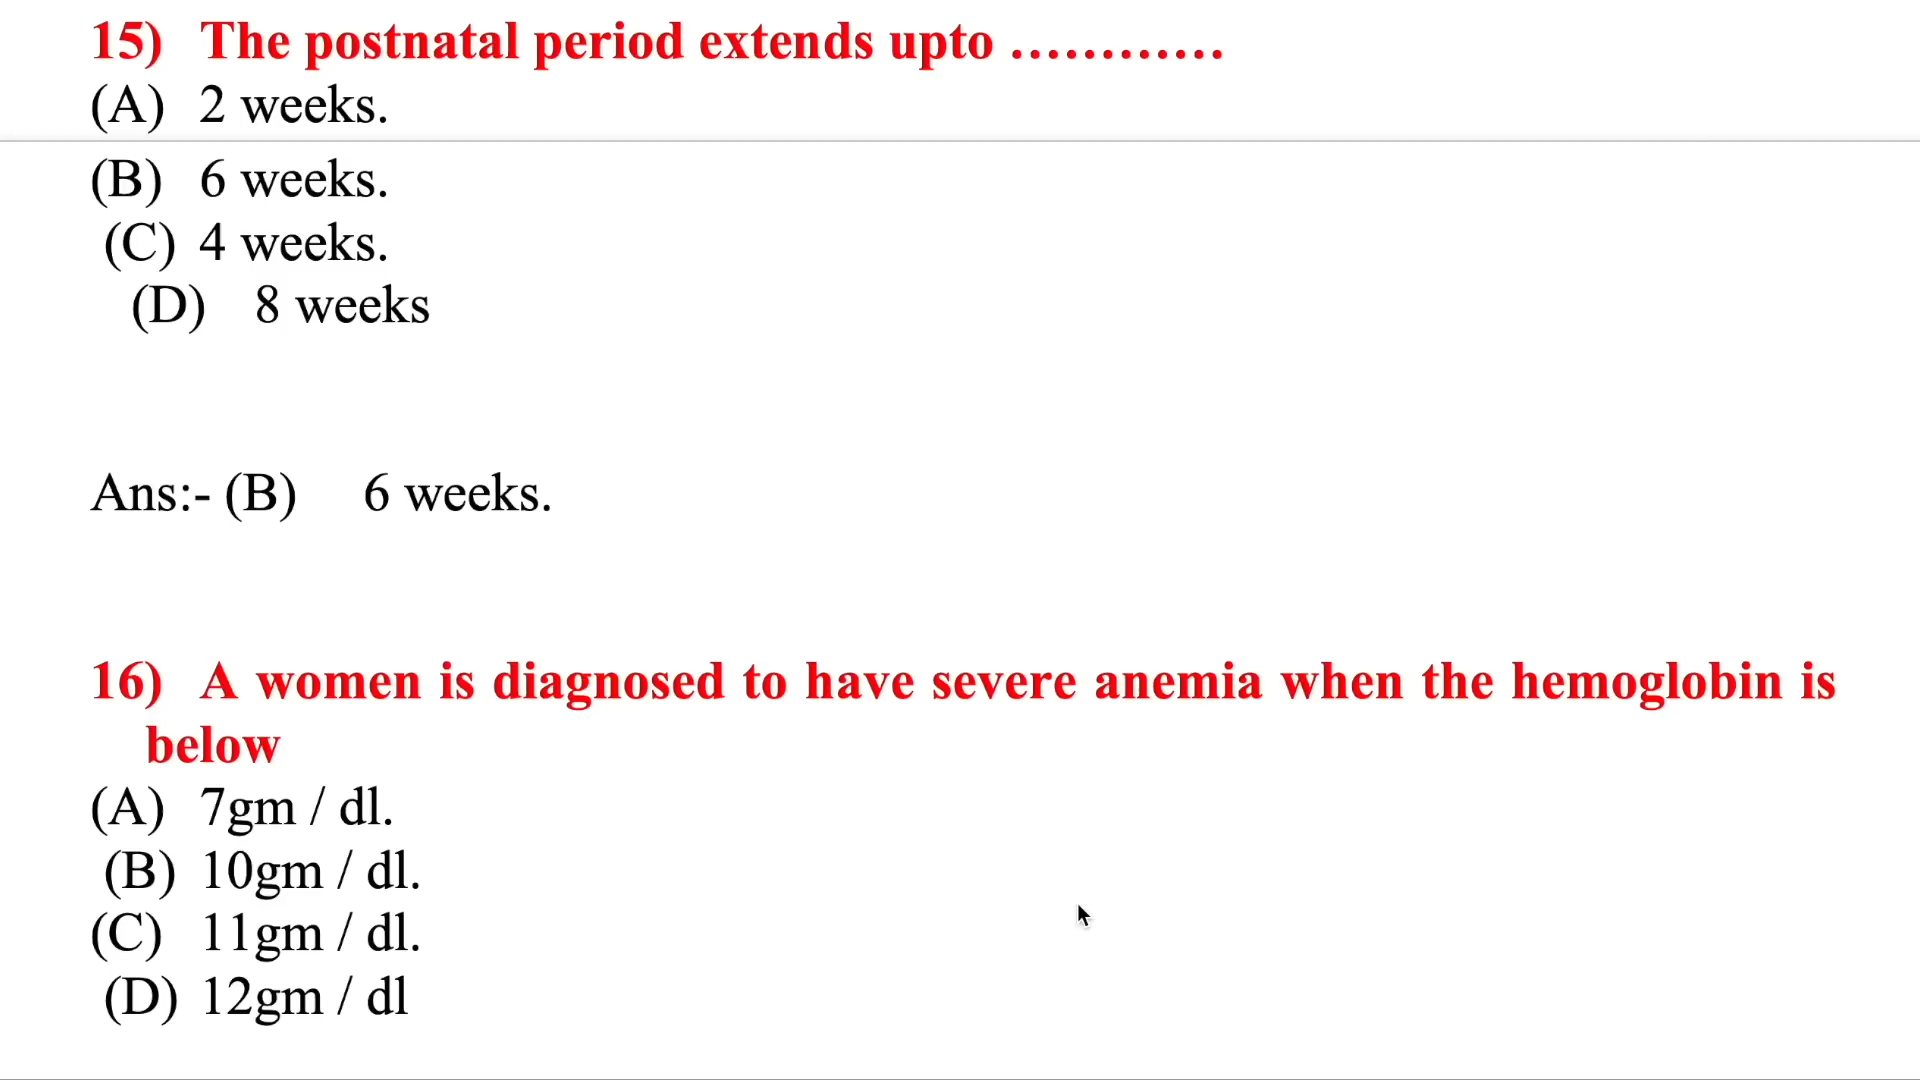 15) The postnatal period extends upto ............
(A) 2 weeks.
(B) 6 weeks.
(C) 4 weeks.
(D) 8 weeks
Ans:- (B) 6 weeks.
16) A women is diagnosed to have severe anemia when the hemoglobin is
below
(A) 7gm / dl.
(B) 10gm / dl.
(C) 11gm / dl.
(D) 12gm / dl